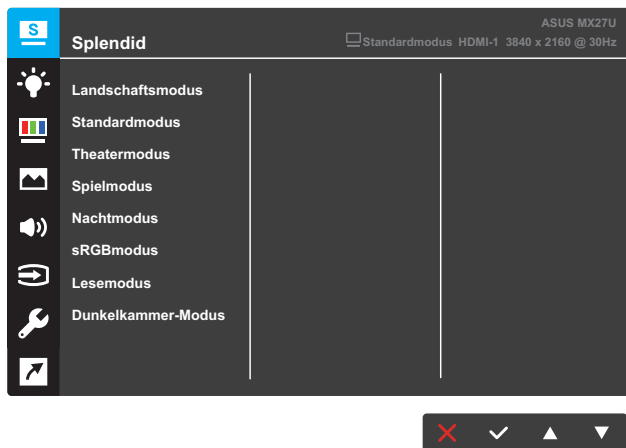 ASUS MX27U
S
Splendid
Standardmodus HDMI-1 3840 x 2160 @ 30Hz
Landschaftsmodus
Standardmodus
Theatermodus
Spielmodus
Nachtmodus
sRGBmodus
Lesemodus
Dunkelkammer-Modus